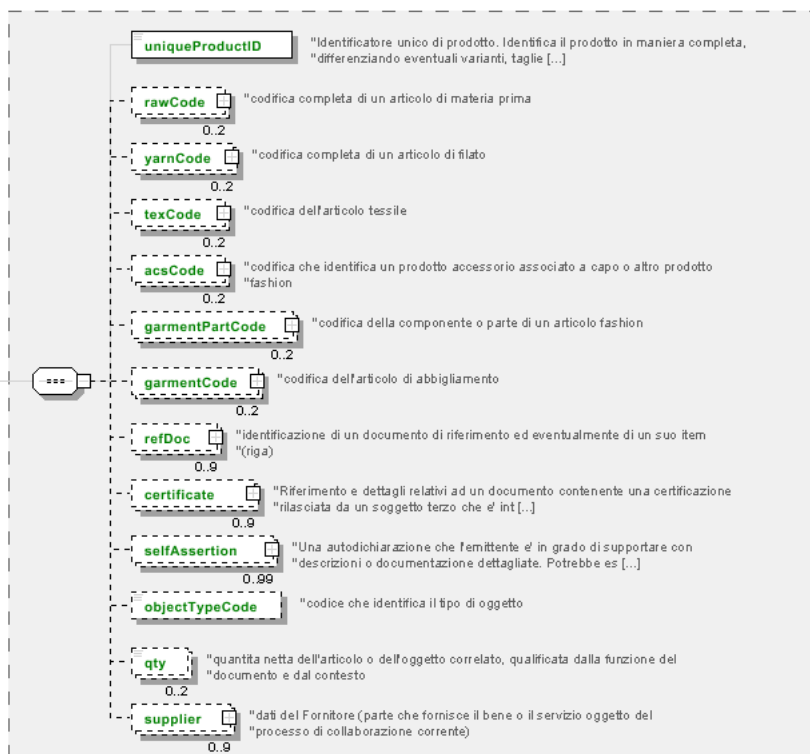 uniqueProductID
"Identificatore unico di prodotto. Identifica il prodotto in maniera completa,
"differenziando eventuali varianti, taglie [...]
rawCode
"codifica completa di un articolo di materia prima
0..2
yarnCode
"codifica completa di un articolo di filato
0..2
texCode
"codifica dell'articolo tessile
0..2
acsCode
"codifica che identifica un prodotto accessorio associato a capo o altro prodotto
"fashion
0..2
garmentPartCode
"codifica della componente o parte di un articolo fashion
0..2
garmentCode
"codifica dell'articolo di abbigliamento
0..2
refDoc
"identificazione di un documento di riferimento ed eventualmente di un suo item
"(riga)
0..9
certificate
"Riferimento e dettagli relativi ad un documento contenente una certificazione
"rilasciata da un soggetto terzo che e' int [...]
0..9
selfAssertion
"Una autodichiarazione che l'emittente e' in grado di supportare con
"descrizioni o documentazione dettagliate. Potrebbe es [...]
0..99
objectTypeCode
"codice che identifica il tipo di oggetto
qty
"quantita netta dell'articolo o dell'oggetto correlato, qualificata dalla funzione del
"documento e dal contesto
0..2
supplier
"dati del Fornitore (parte che fornisce il bene o il servizio oggetto del
"processo di collaborazione corrente)
0..9